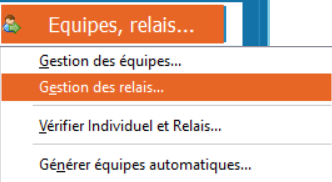 Equipes, relais...
Gestion des équipes...
Gestion des relais...
Vérifier Individuel et Relais...
Générer équipes automatiques...